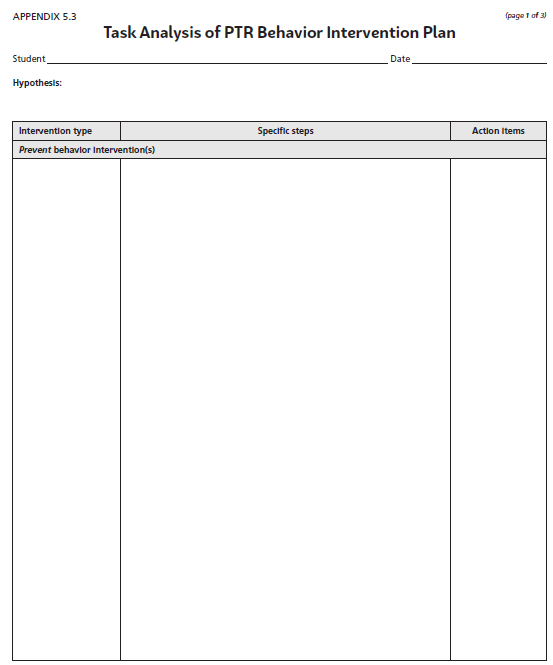 APPENDIX 5.3
(page 1 of 3)
Task Analysis of PTR Behavior Intervention Plan
Student Date
Hypothesis:
Intervention type Specific steps Action items
Prevent behavior intervention(s)